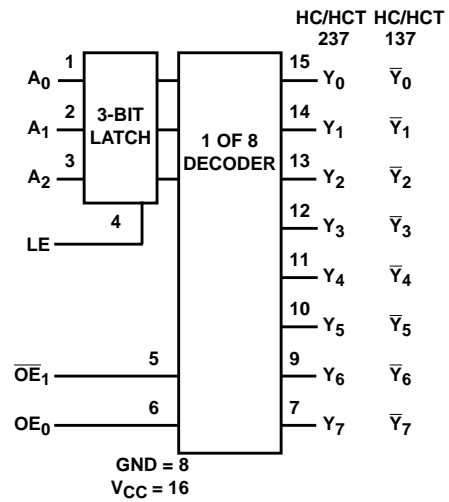 HC/HCT HC/HCT
237 137
A0 1 15 Y0 Y̅0
A1 2 14 Y1 Y̅1
A2 3 13 Y2 Y̅2
3-BIT
LATCH
1 OF 8
DECODER
12 Y3 Y̅3
LE 4
11 Y4 Y̅4
10 Y5 Y̅5
O̅E̅1 5 9 Y6 Y̅6
OE0 6 7 Y7 Y̅7
GND = 8
VCC = 16